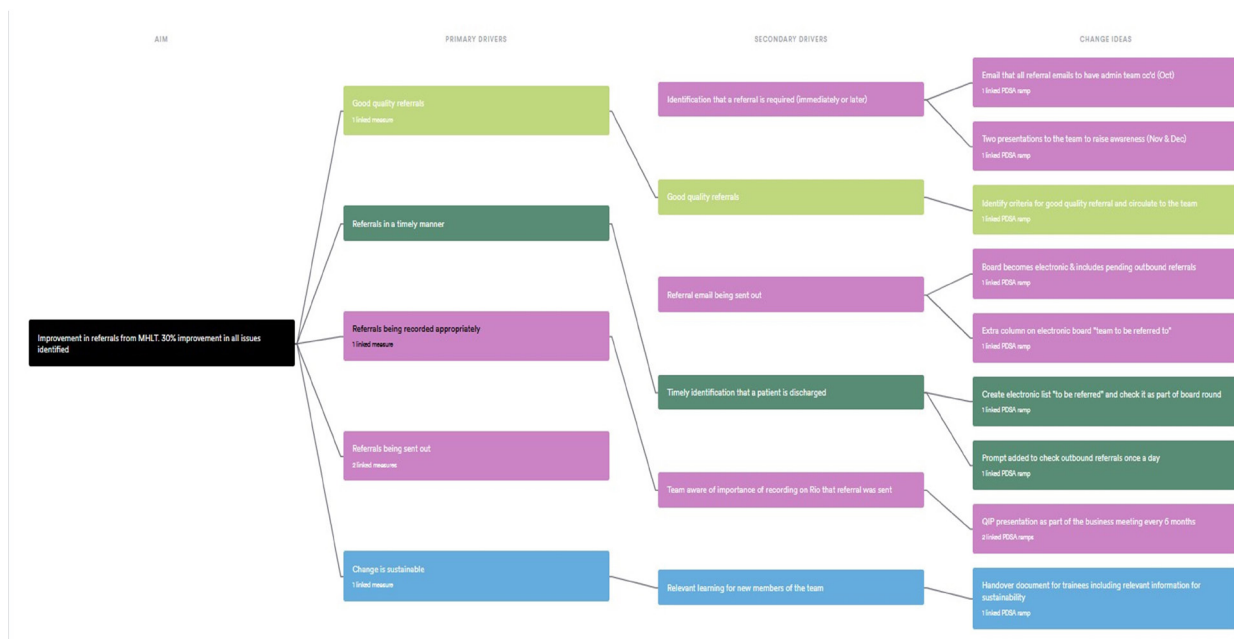 AIM
PRIMARY DRIVERS
SECONDARY DRIVERS
CHANGE IDEAS
Improvement in referrals from MHLT. 30% improvement in all issues
identified
Good quality referrals
1 linked measure
Referrals in a timely manner
Referrals being recorded appropriately
1 linked measure
Referrals being sent out
2 linked measures
Change is sustainable
1 linked measure
Identification that a referral is required (immediately or later)
Good quality referrals
Referral email being sent out
Timely identification that a patient is discharged
Team aware of importance of recording on Rio that referral was sent
Relevant learning for new members of the team
Email that all referral emails to have admin team cc'd (Oct)
1 linked PDSA ramp
Two presentations to the team to raise awareness (Nov & Dec)
1 linked PDSA ramp
Identify criteria for good quality referral and circulate to the team
1 linked PDSA ramp
Board becomes electronic & includes pending outbound referrals
1 linked PDSA ramp
Extra column on electronic board "team to be referred to"
1 linked PDSA ramp
Create electronic list "to be referred" and check it as part of board round
1 linked PDSA ramp
Prompt added to check outbound referrals once a day
1 linked PDSA ramp
QIP presentation as part of the business meeting every 6 months
2 linked PDSA ramps
Handover document for trainees including relevant information for
sustainability
1 linked PDSA ramp